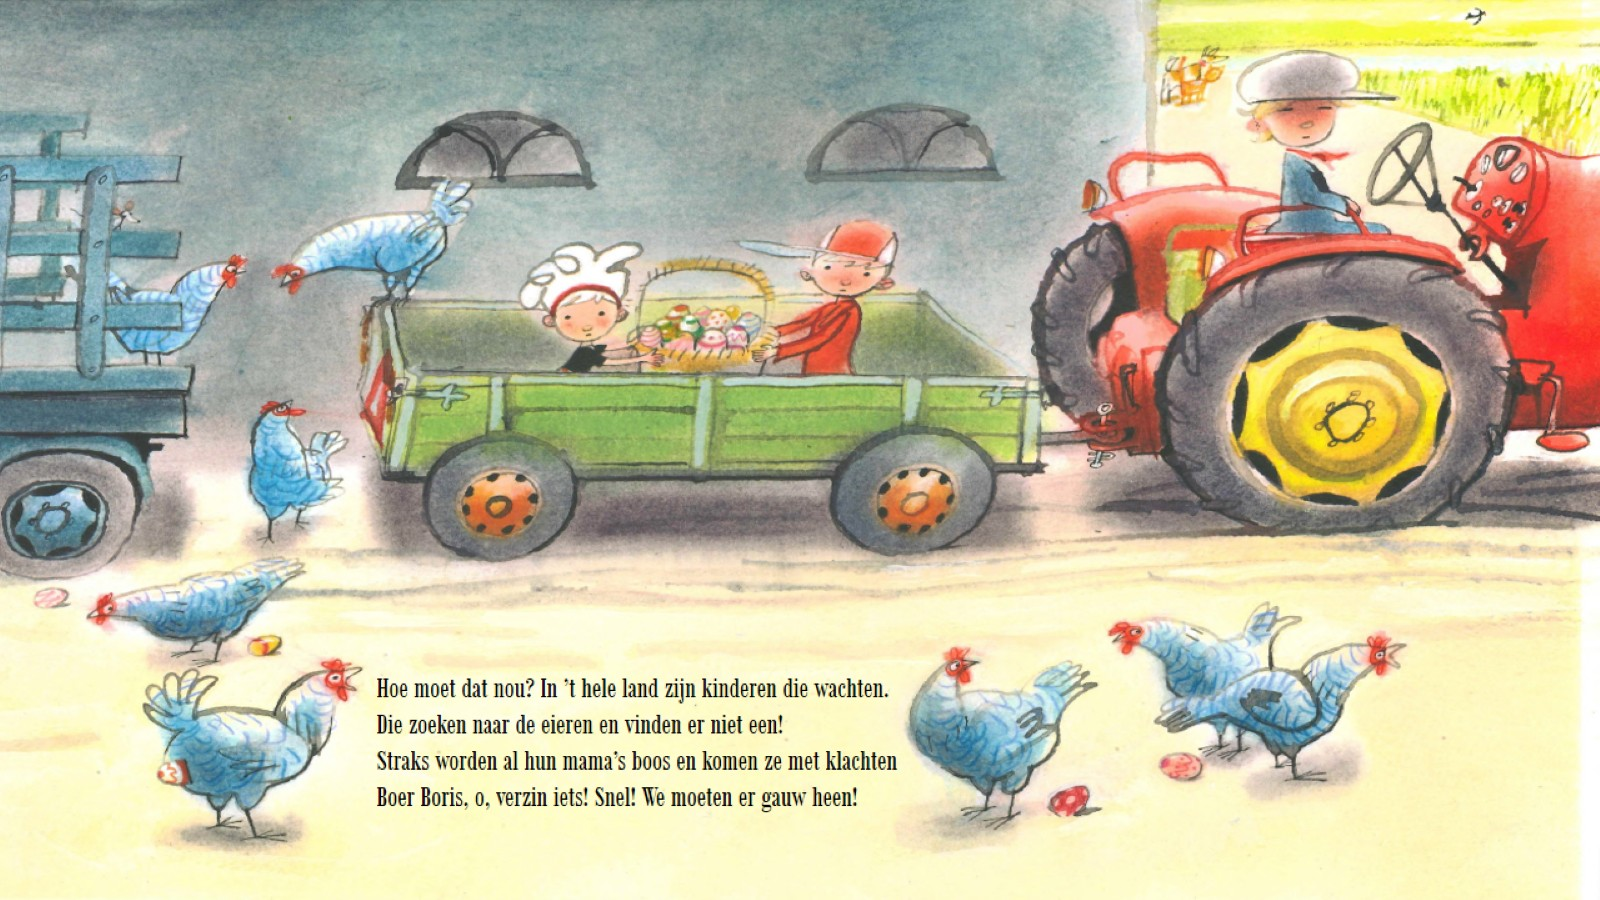 Hoe moet dat nou? In ’t hele land zijn kinderen die wachten.
Die zoeken naar de eieren en vinden er niet een!
Straks worden al hun mama’s boos en komen ze met klachten
Boer Boris, o, verzin iets! Snel! We moeten er gauw heen!